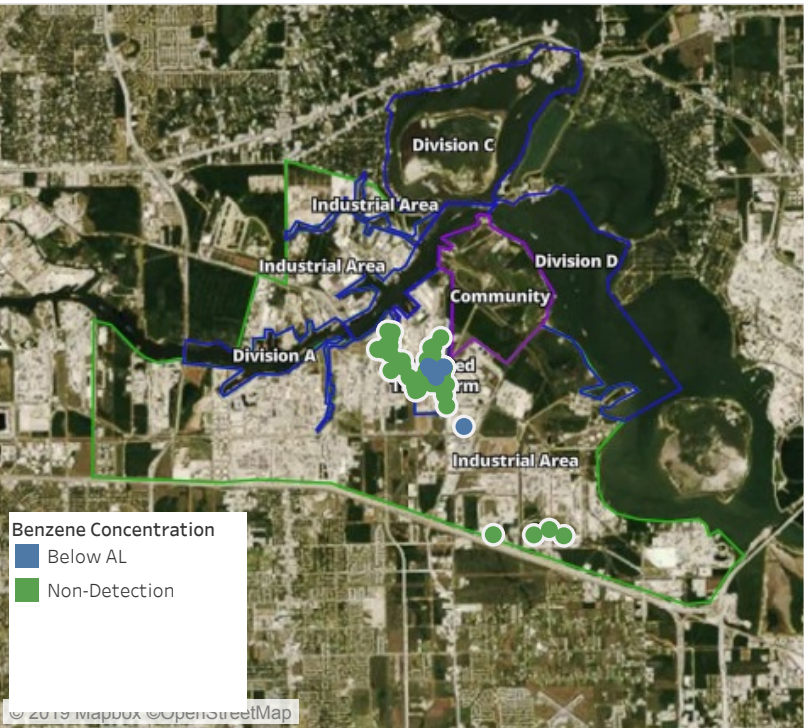 Division C
Industrial Area
Division D
Industrial Area
Community
Division A
Industrial Area
Benzene Concentration
Below AL
Non-Detection
© 2019 Mapbox ©OpenStreetMap